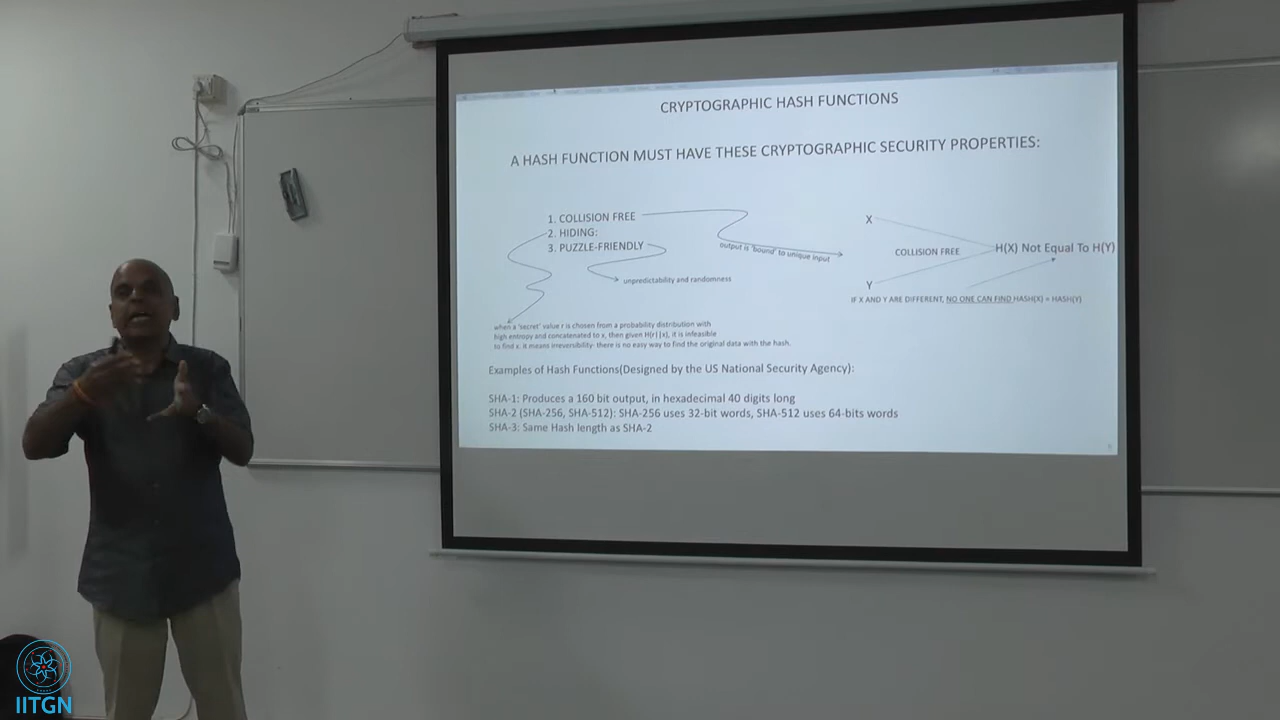 CRYPTOGRAPHIC HASH FUNCTIONS
A HASH FUNCTION MUST HAVE THESE CRYPTOGRAPHIC SECURITY PROPERTIES:
1. COLLISION FREE
2. HIDING:
3. PUZZLE-FRIENDLY
output is 'bound' to unique input
unpredictability and randomness
X
COLLISION FREE
H(X) Not Equal To H(Y)
Y
IF X AND Y ARE DIFFERENT, NO ONE CAN FIND HASH(X) = HASH(Y)
when a 'secret' value r is chosen from a probability distribution with
high entropy and concatenated to x, then given H(r||x), it is infeasible
to find x. it means irreversibility- there is no easy way to find the original data with the hash.
Examples of Hash Functions(Designed by the US National Security Agency):
SHA-1: Produces a 160 bit output, in hexadecimal 40 digits long
SHA-2 (SHA-256, SHA-512): SHA-256 uses 32-bit words, SHA-512 uses 64-bits words
SHA-3: Same Hash length as SHA-2
IITGN